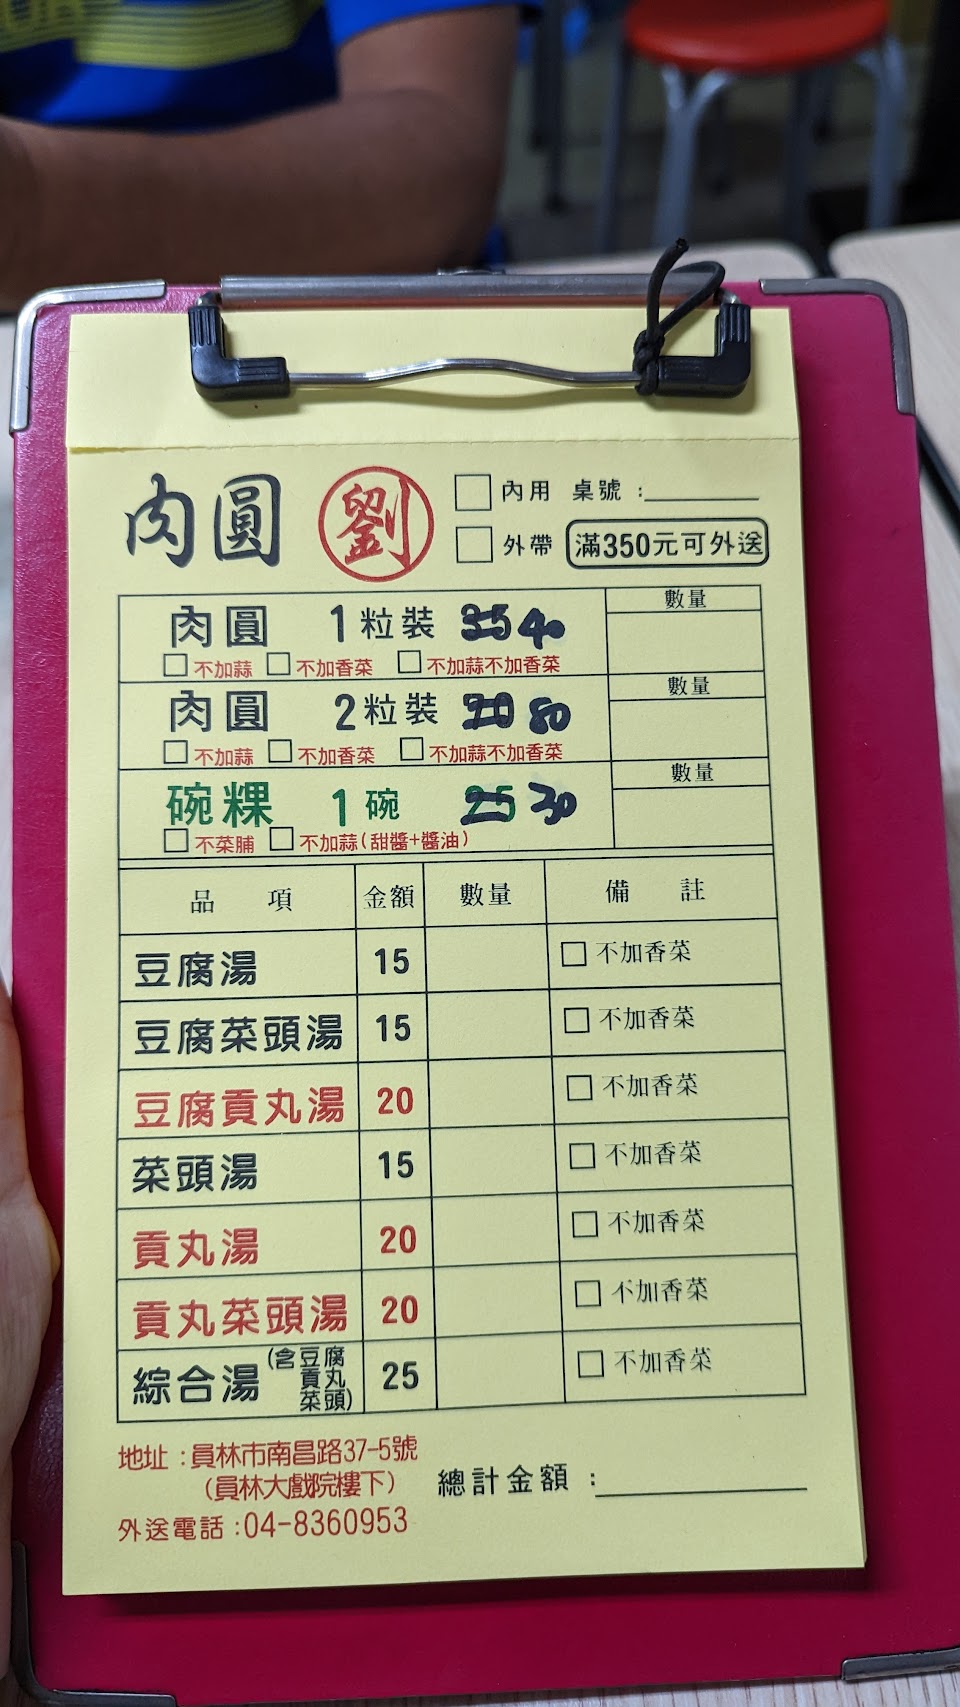 肉圓 劉
□內用 桌號：
□外帶 滿350元可外送
肉圓 1粒裝 35 40 數量
□不加蒜 □不加香菜 □不加蒜不加香菜
肉圓 2粒裝 70 80 數量
□不加蒜 □不加香菜 □不加蒜不加香菜
碗粿 1碗 25 30 數量
□不菜脯 □不加蒜(甜醬+醬油)
品項 金額 數量 備註
豆腐湯 15 □不加香菜
豆腐菜頭湯 15 □不加香菜
豆腐貢丸湯 20 □不加香菜
菜頭湯 15 □不加香菜
貢丸湯 20 □不加香菜
貢丸菜頭湯 20 □不加香菜
綜合湯(含豆腐貢丸菜頭) 25 □不加香菜
地址：員林市南昌路37-5號
(員林大戲院樓下)
總計金額：
外送電話：04-8360953